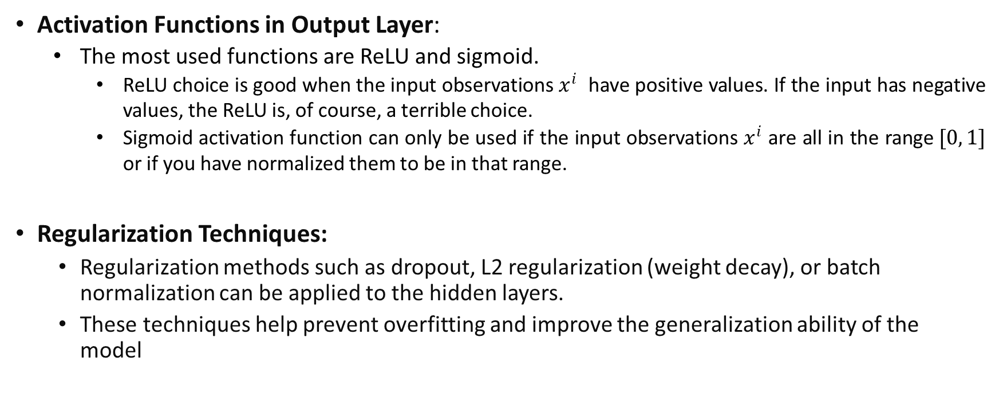 • Activation Functions in Output Layer:
• The most used functions are ReLU and sigmoid.
• ReLU choice is good when the input observations xⁱ have positive values. If the input has negative
values, the ReLU is, of course, a terrible choice.
• Sigmoid activation function can only be used if the input observations xⁱ are all in the range [0, 1]
or if you have normalized them to be in that range.
• Regularization Techniques:
• Regularization methods such as dropout, L2 regularization (weight decay), or batch
normalization can be applied to the hidden layers.
• These techniques help prevent overfitting and improve the generalization ability of the
model